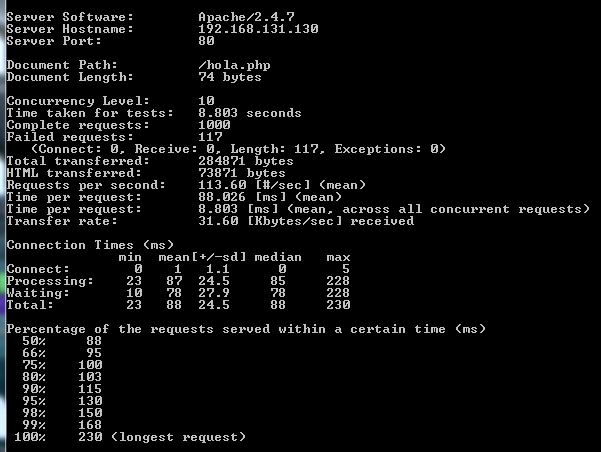 Server Software: Apache/2.4.7
Server Hostname: 192.168.131.130
Server Port: 80
Document Path: /hola.php
Document Length: 74 bytes
Concurrency Level: 10
Time taken for tests: 8.803 seconds
Complete requests: 1000
Failed requests: 117
(Connect: 0, Receive: 0, Length: 117, Exceptions: 0)
Total transferred: 284871 bytes
HTML transferred: 73871 bytes
Requests per second: 113.60 [#/sec] (mean)
Time per request: 88.026 [ms] (mean)
Time per request: 8.803 [ms] (mean, across all concurrent requests)
Transfer rate: 31.60 [Kbytes/sec] received
Connection Times (ms)
min mean[+/-sd] median max
Connect: 0 1 1.1 0 5
Processing: 23 87 24.5 85 228
Waiting: 10 78 27.9 78 228
Total: 23 88 24.5 88 230
Percentage of the requests served within a certain time (ms)
50% 88
66% 95
75% 100
80% 103
90% 115
95% 130
98% 150
99% 168
100% 230 (longest request)